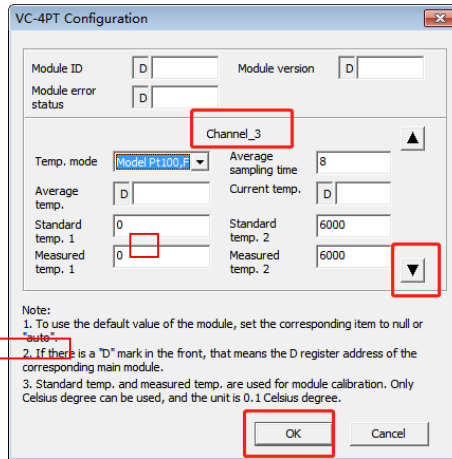 VC-4PT Configuration
Module ID D Module version D
Module error status D
Channel_3
Temp. mode Model Pt100,F Average sampling time 8
Average temp. D Current temp. D
Standard temp. 1 0 Standard temp. 2 6000
Measured temp. 1 0 Measured temp. 2 6000
Note:
1. To use the default value of the module, set the corresponding item to null or
"auto".
2. If there is a "D" mark in the front, that means the D register address of the
corresponding main module.
3. Standard temp. and measured temp. are used for module calibration. Only
Celsius degree can be used, and the unit is 0.1 Celsius degree.
OK Cancel